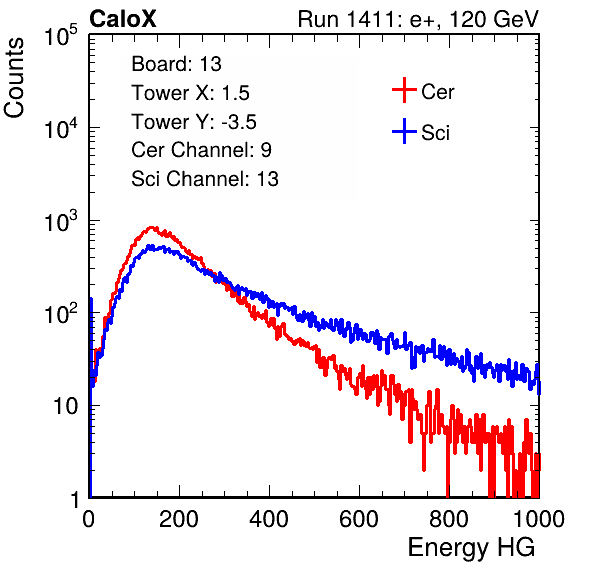 CaloX Run 1411: e+, 120 GeV
Counts
Board: 13
Tower X: 1.5
Tower Y: -3.5
Cer Channel: 9
Sci Channel: 13
Cer
Sci
10^5
10^4
10^3
10^2
10
1
0 200 400 600 800 1000
Energy HG